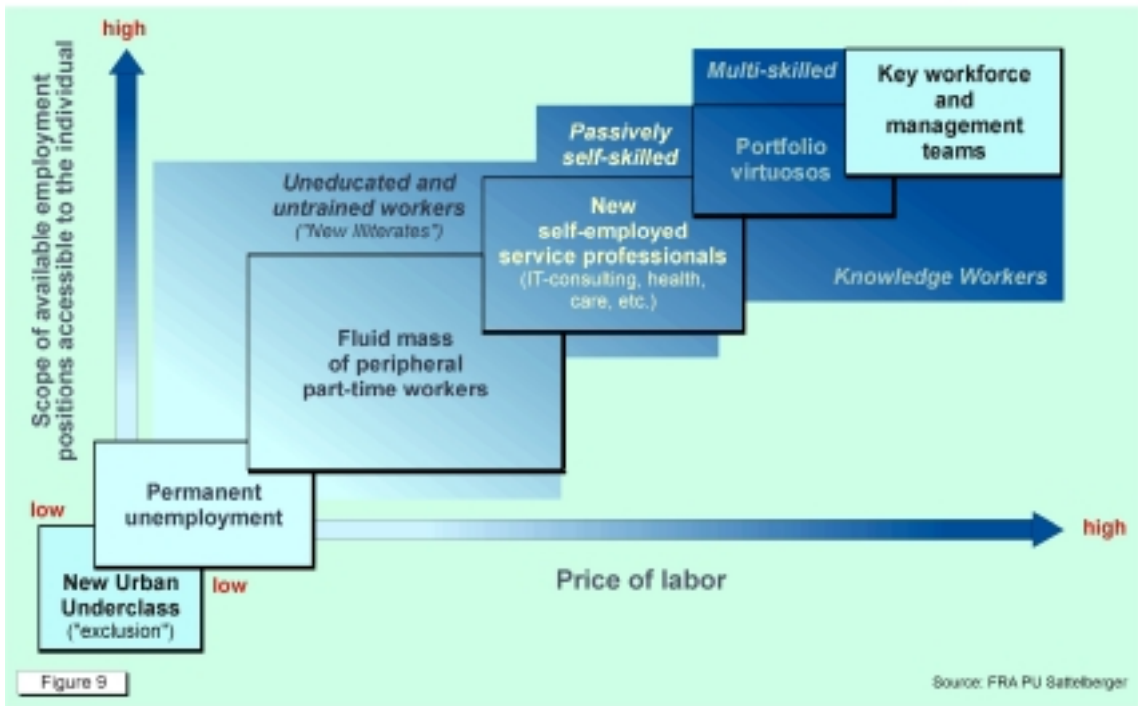 high
Scope of available employment
positions accessible to the individual
Multi-skilled
Key workforce
and
management
teams
Passively
self-skilled
Portfolio
virtuosos
Uneducated and
untrained workers
("New Illiterates")
New
self-employed
service professionals
(IT-consulting, health,
care, etc.)
Knowledge Workers
Fluid mass
of peripheral
part-time workers
Permanent
unemployment
low
high
New Urban
Underclass
("exclusion")
low
Price of labor
Figure 9
Source: FRA PU Sattelberger